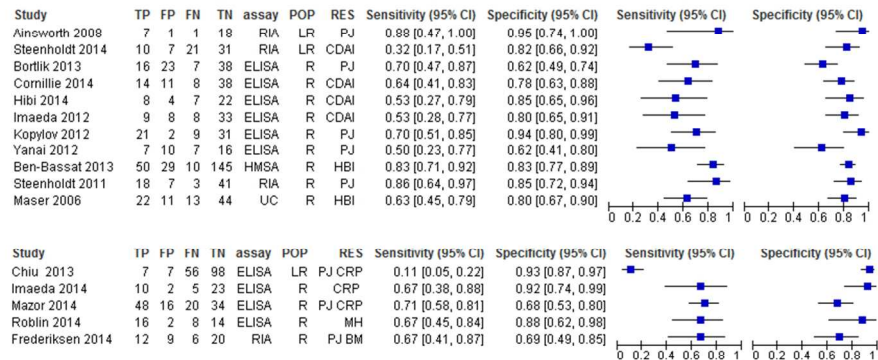 Study TP FP FN TN assay POP RES Sensitivity (95% CI) Specificity (95% CI) Sensitivity (95% CI) Specificity (95% CI)
Ainsworth 2008 7 1 1 18 RIA LR PJ 0.88 [0.47, 1.00] 0.95 [0.74, 1.00]
Steenholdt 2014 10 7 21 31 RIA LR CDAI 0.32 [0.17, 0.51] 0.82 [0.66, 0.92]
Bortlik 2013 16 23 7 38 ELISA R PJ 0.70 [0.47, 0.87] 0.62 [0.49, 0.74]
Cornillie 2014 14 11 8 38 ELISA R CDAI 0.64 [0.41, 0.83] 0.78 [0.63, 0.88]
Hibi 2014 8 4 7 22 ELISA R CDAI 0.53 [0.27, 0.79] 0.85 [0.65, 0.96]
Imaeda 2012 9 8 8 33 ELISA R CDAI 0.53 [0.28, 0.77] 0.80 [0.65, 0.91]
Kopylov 2012 21 2 9 31 ELISA R PJ 0.70 [0.51, 0.85] 0.94 [0.80, 0.99]
Yanai 2012 7 10 7 16 ELISA R PJ 0.50 [0.23, 0.77] 0.62 [0.41, 0.80]
Ben-Bassat 2013 50 29 10 145 HMSA R HBI 0.83 [0.71, 0.92] 0.83 [0.77, 0.89]
Steenholdt 2011 18 7 3 41 RIA R PJ 0.86 [0.64, 0.97] 0.85 [0.72, 0.94]
Maser 2006 22 11 13 44 UC R HBI 0.63 [0.45, 0.79] 0.80 [0.67, 0.90]
0 0.2 0.4 0.6 0.8 1 0 0.2 0.4 0.6 0.8 1
Study TP FP FN TN assay POP RES Sensitivity (95% CI) Specificity (95% CI) Sensitivity (95% CI) Specificity (95% CI)
Chiu 2013 7 7 56 98 ELISA LR PJ CRP 0.11 [0.05, 0.22] 0.93 [0.87, 0.97]
Imaeda 2014 10 2 5 23 ELISA R CRP 0.67 [0.38, 0.88] 0.92 [0.74, 0.99]
Mazor 2014 48 16 20 34 ELISA R PJ CRP 0.71 [0.58, 0.81] 0.68 [0.53, 0.80]
Roblin 2014 16 2 8 14 ELISA R MH 0.67 [0.45, 0.84] 0.88 [0.62, 0.98]
Frederiksen 2014 12 9 6 20 RIA R PJ BM 0.67 [0.41, 0.87] 0.69 [0.49, 0.85]
0 0.2 0.4 0.6 0.8 1 0 0.2 0.4 0.6 0.8 1